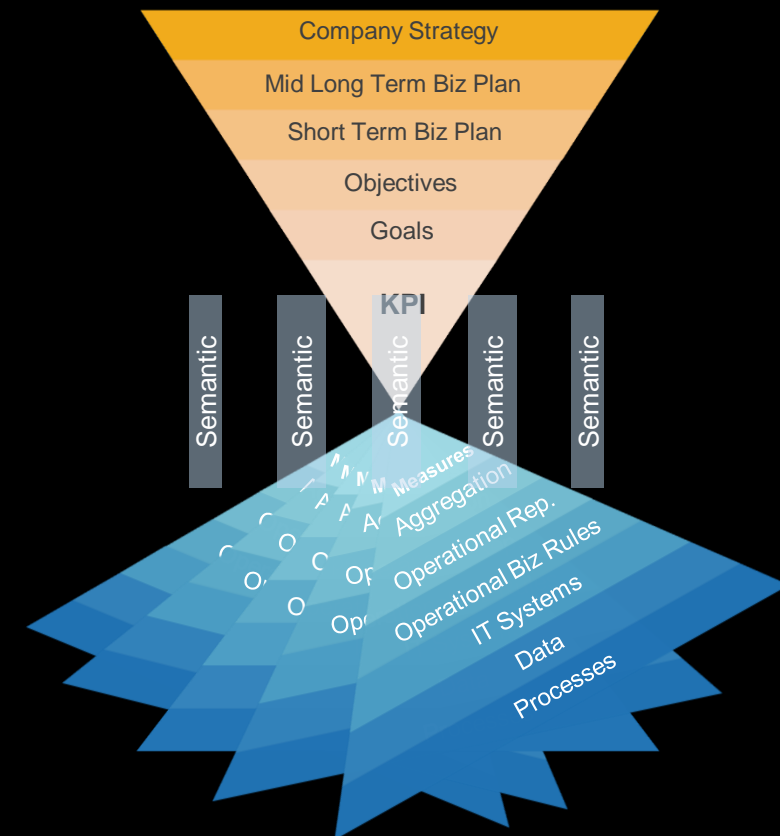 Company Strategy
Mid Long Term Biz Plan
Short Term Biz Plan
Objectives
Goals
KPI
Semantic
Semantic
Semantic
Semantic
Semantic
Measures
Aggregation
Operational Rep.
Operational Biz Rules
IT Systems
Data
Processes